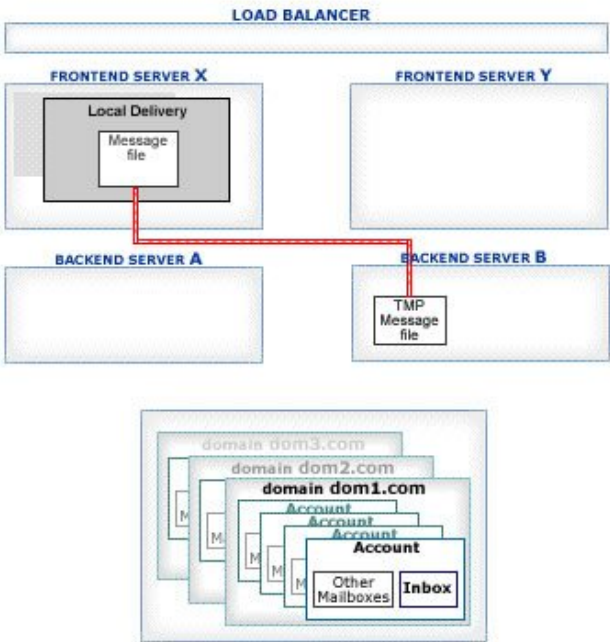 LOAD BALANCER
FRONTEND SERVER X
FRONTEND SERVER Y
Local Delivery
Message
file
BACKEND SERVER A
BACKEND SERVER B
TMP
Message
file
domain dom3.com
domain dom2.com
domain dom1.com
Account
Account
Account
Account
M
M
M
M
M
Other
Mailboxes
Inbox